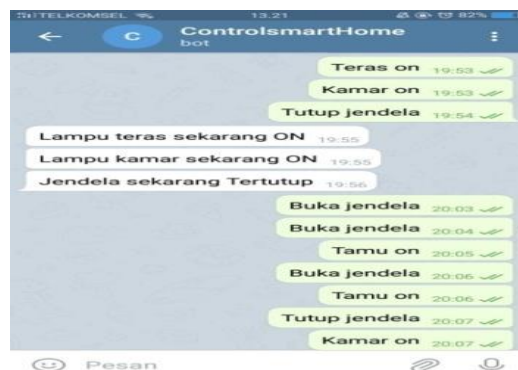 TELKOMSEL 13.21 82%
C ControlsmartHome
bot
Teras on 19:53
Kamar on 19:53
Tutup jendela 19:54
Lampu teras sekarang ON 19:55
Lampu kamar sekarang ON 19:55
Jendela sekarang Tertutup 19:56
Buka jendela 20:03
Buka jendela 20:04
Tamu on 20:05
Buka jendela 20:06
Tamu on 20:06
Tutup jendela 20:07
Kamar on 20:07
Pesan